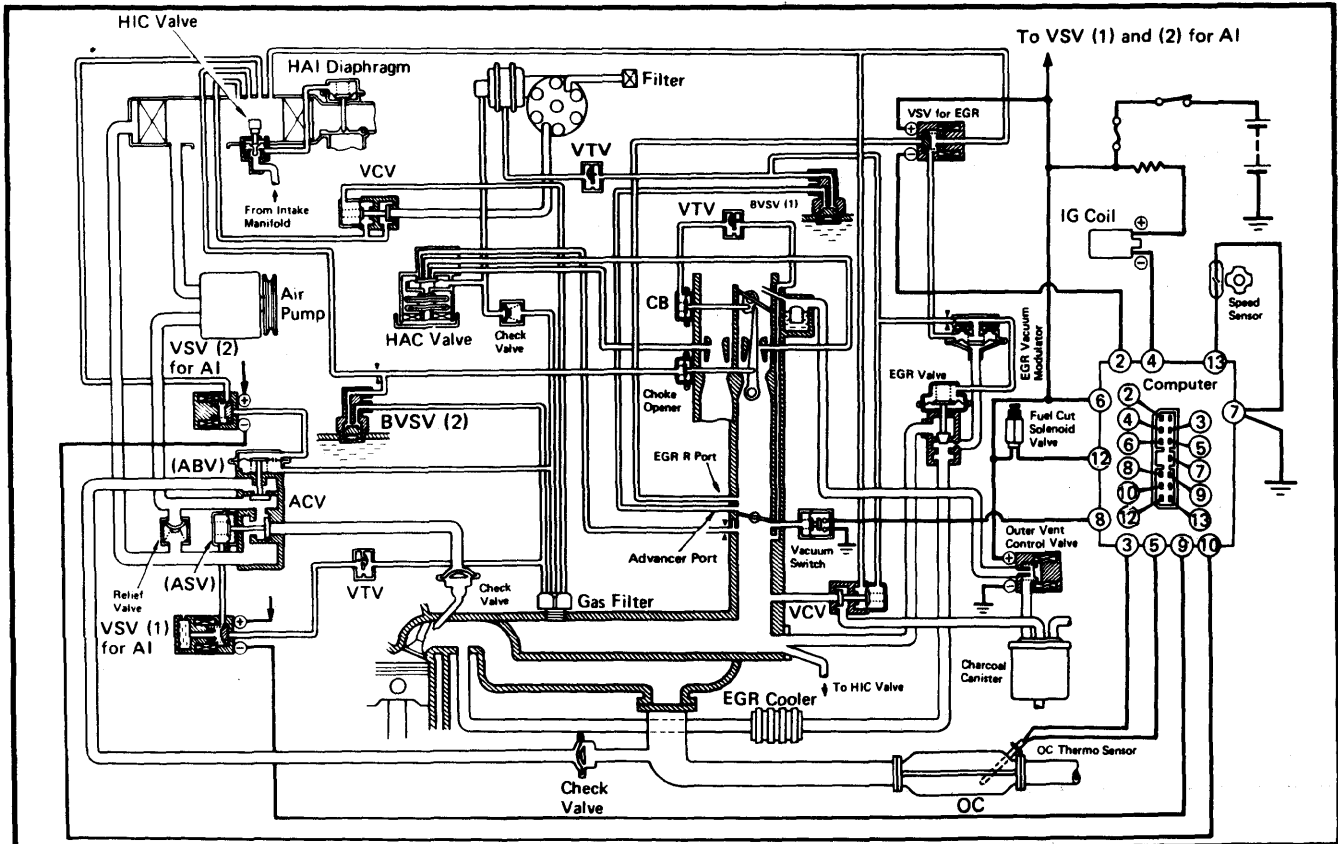 HIC Valve
To VSV (1) and (2) for AI
HAI Diaphragm
Filter
VSV for EGR
+
−
VTV
VCV
From Intake
Manifold
BVSV (1)
VTV
IG Coil
+
−
Air
Pump
CB
Speed
Sensor
HAC Valve
Check
Valve
EGR Vacuum
Modulator
VSV (2)
for AI
+
−
2
4
13
Computer
EGR Valve
Choke
Opener
6
Fuel Cut
Solenoid
Valve
7
2
4
6
8
10
12
3
5
7
9
13
BVSV (2)
(ABV)
EGR R Port
12
ACV
8
Outer Vent
Control Valve
+
−
3
5
9
10
Advancer Port
Vacuum
Switch
(ASV)
Relief
Valve
VTV
Check
Valve
Gas Filter
VCV
VSV (1)
for AI
+
−
Charcoal
Canister
To HIC Valve
EGR Cooler
OC Thermo Sensor
Check
Valve
OC